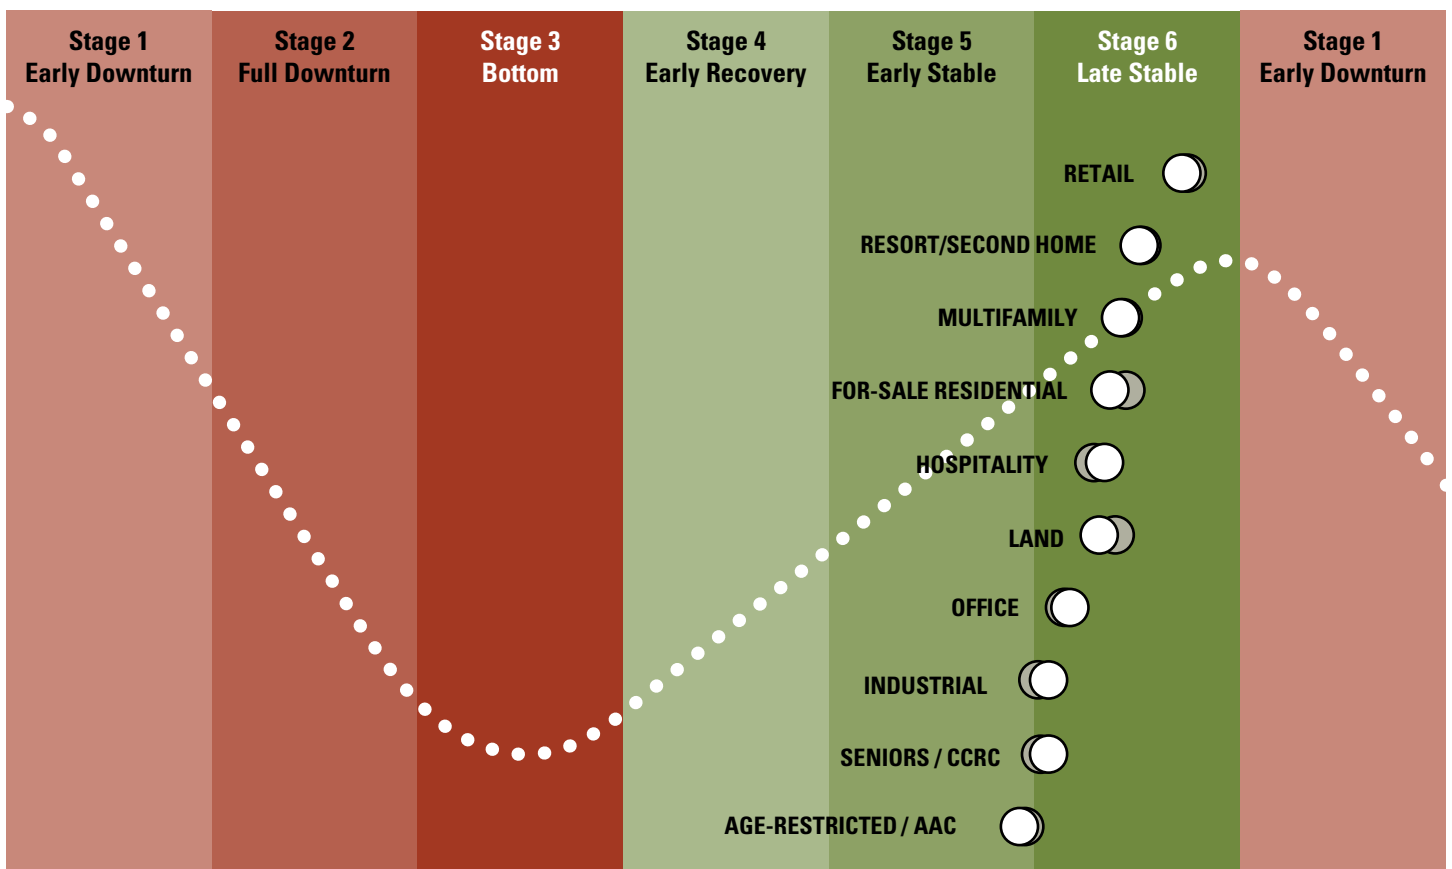 Stage 1
Early Downturn
Stage 2
Full Downturn
Stage 3
Bottom
Stage 4
Early Recovery
Stage 5
Early Stable
Stage 6
Late Stable
Stage 1
Early Downturn
RETAIL
RESORT/SECOND HOME
MULTIFAMILY
FOR-SALE RESIDENTIAL
HOSPITALITY
LAND
OFFICE
INDUSTRIAL
SENIORS / CCRC
AGE-RESTRICTED / AAC